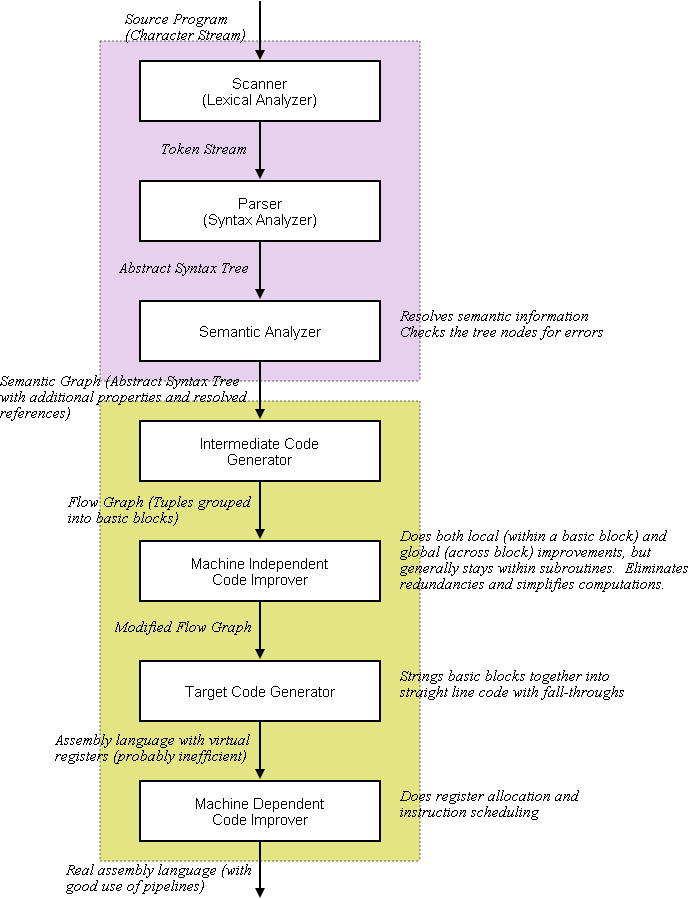 Source Program
(Character Stream)
Scanner
(Lexical Analyzer)
Token Stream
Parser
(Syntax Analyzer)
Abstract Syntax Tree
Semantic Analyzer
Resolves semantic information
Checks the tree nodes for errors
Semantic Graph (Abstract Syntax Tree
with additional properties and resolved
references)
Intermediate Code
Generator
Flow Graph (Tuples grouped
into basic blocks)
Machine Independent
Code Improver
Does both local (within a basic block) and
global (across block) improvements, but
generally stays within subroutines. Eliminates
redundancies and simplifies computations.
Modified Flow Graph
Target Code Generator
Strings basic blocks together into
straight line code with fall-throughs
Assembly language with virtual
registers (probably inefficient)
Machine Dependent
Code Improver
Does register allocation and
instruction scheduling
Real assembly language (with
good use of pipelines)